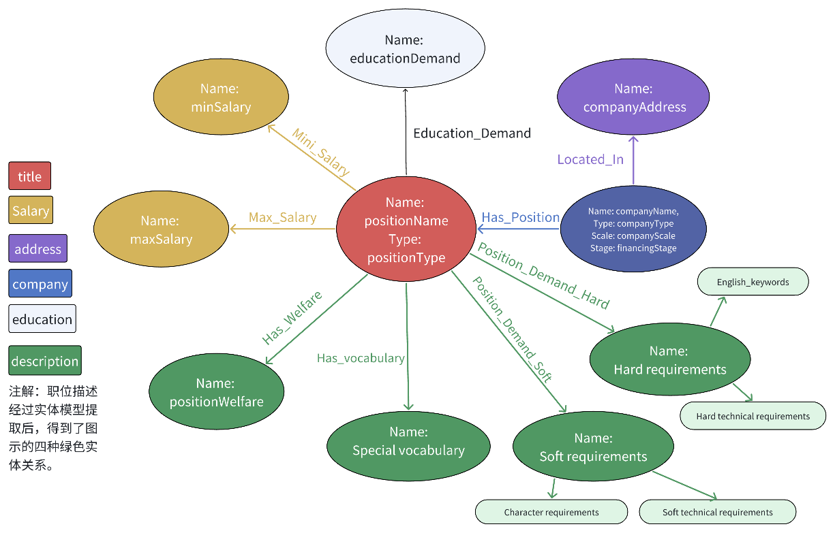 Name:
educationDemand
Name:
minSalary
Name:
companyAddress
Mini_Salary
Education_Demand
Located_In
title
Salary
address
company
education
description
Name:
maxSalary
Max_Salary
Name:
positionName
Type:
positionType
Has_Position
Name: companyName,
Type: companyType
Scale: companyScale
Stage: financingStage
Position_Demand_Hard
Position_Demand_Soft
Has_Welfare
Has_vocabulary
English_keywords
Name:
Hard requirements
Hard technical requirements
Name:
positionWelfare
Name:
Special vocabulary
Name:
Soft requirements
Character requirements
Soft technical requirements
注解：职位描述
经过实体模型提
取后，得到了图
示的四种绿色实
体关系。